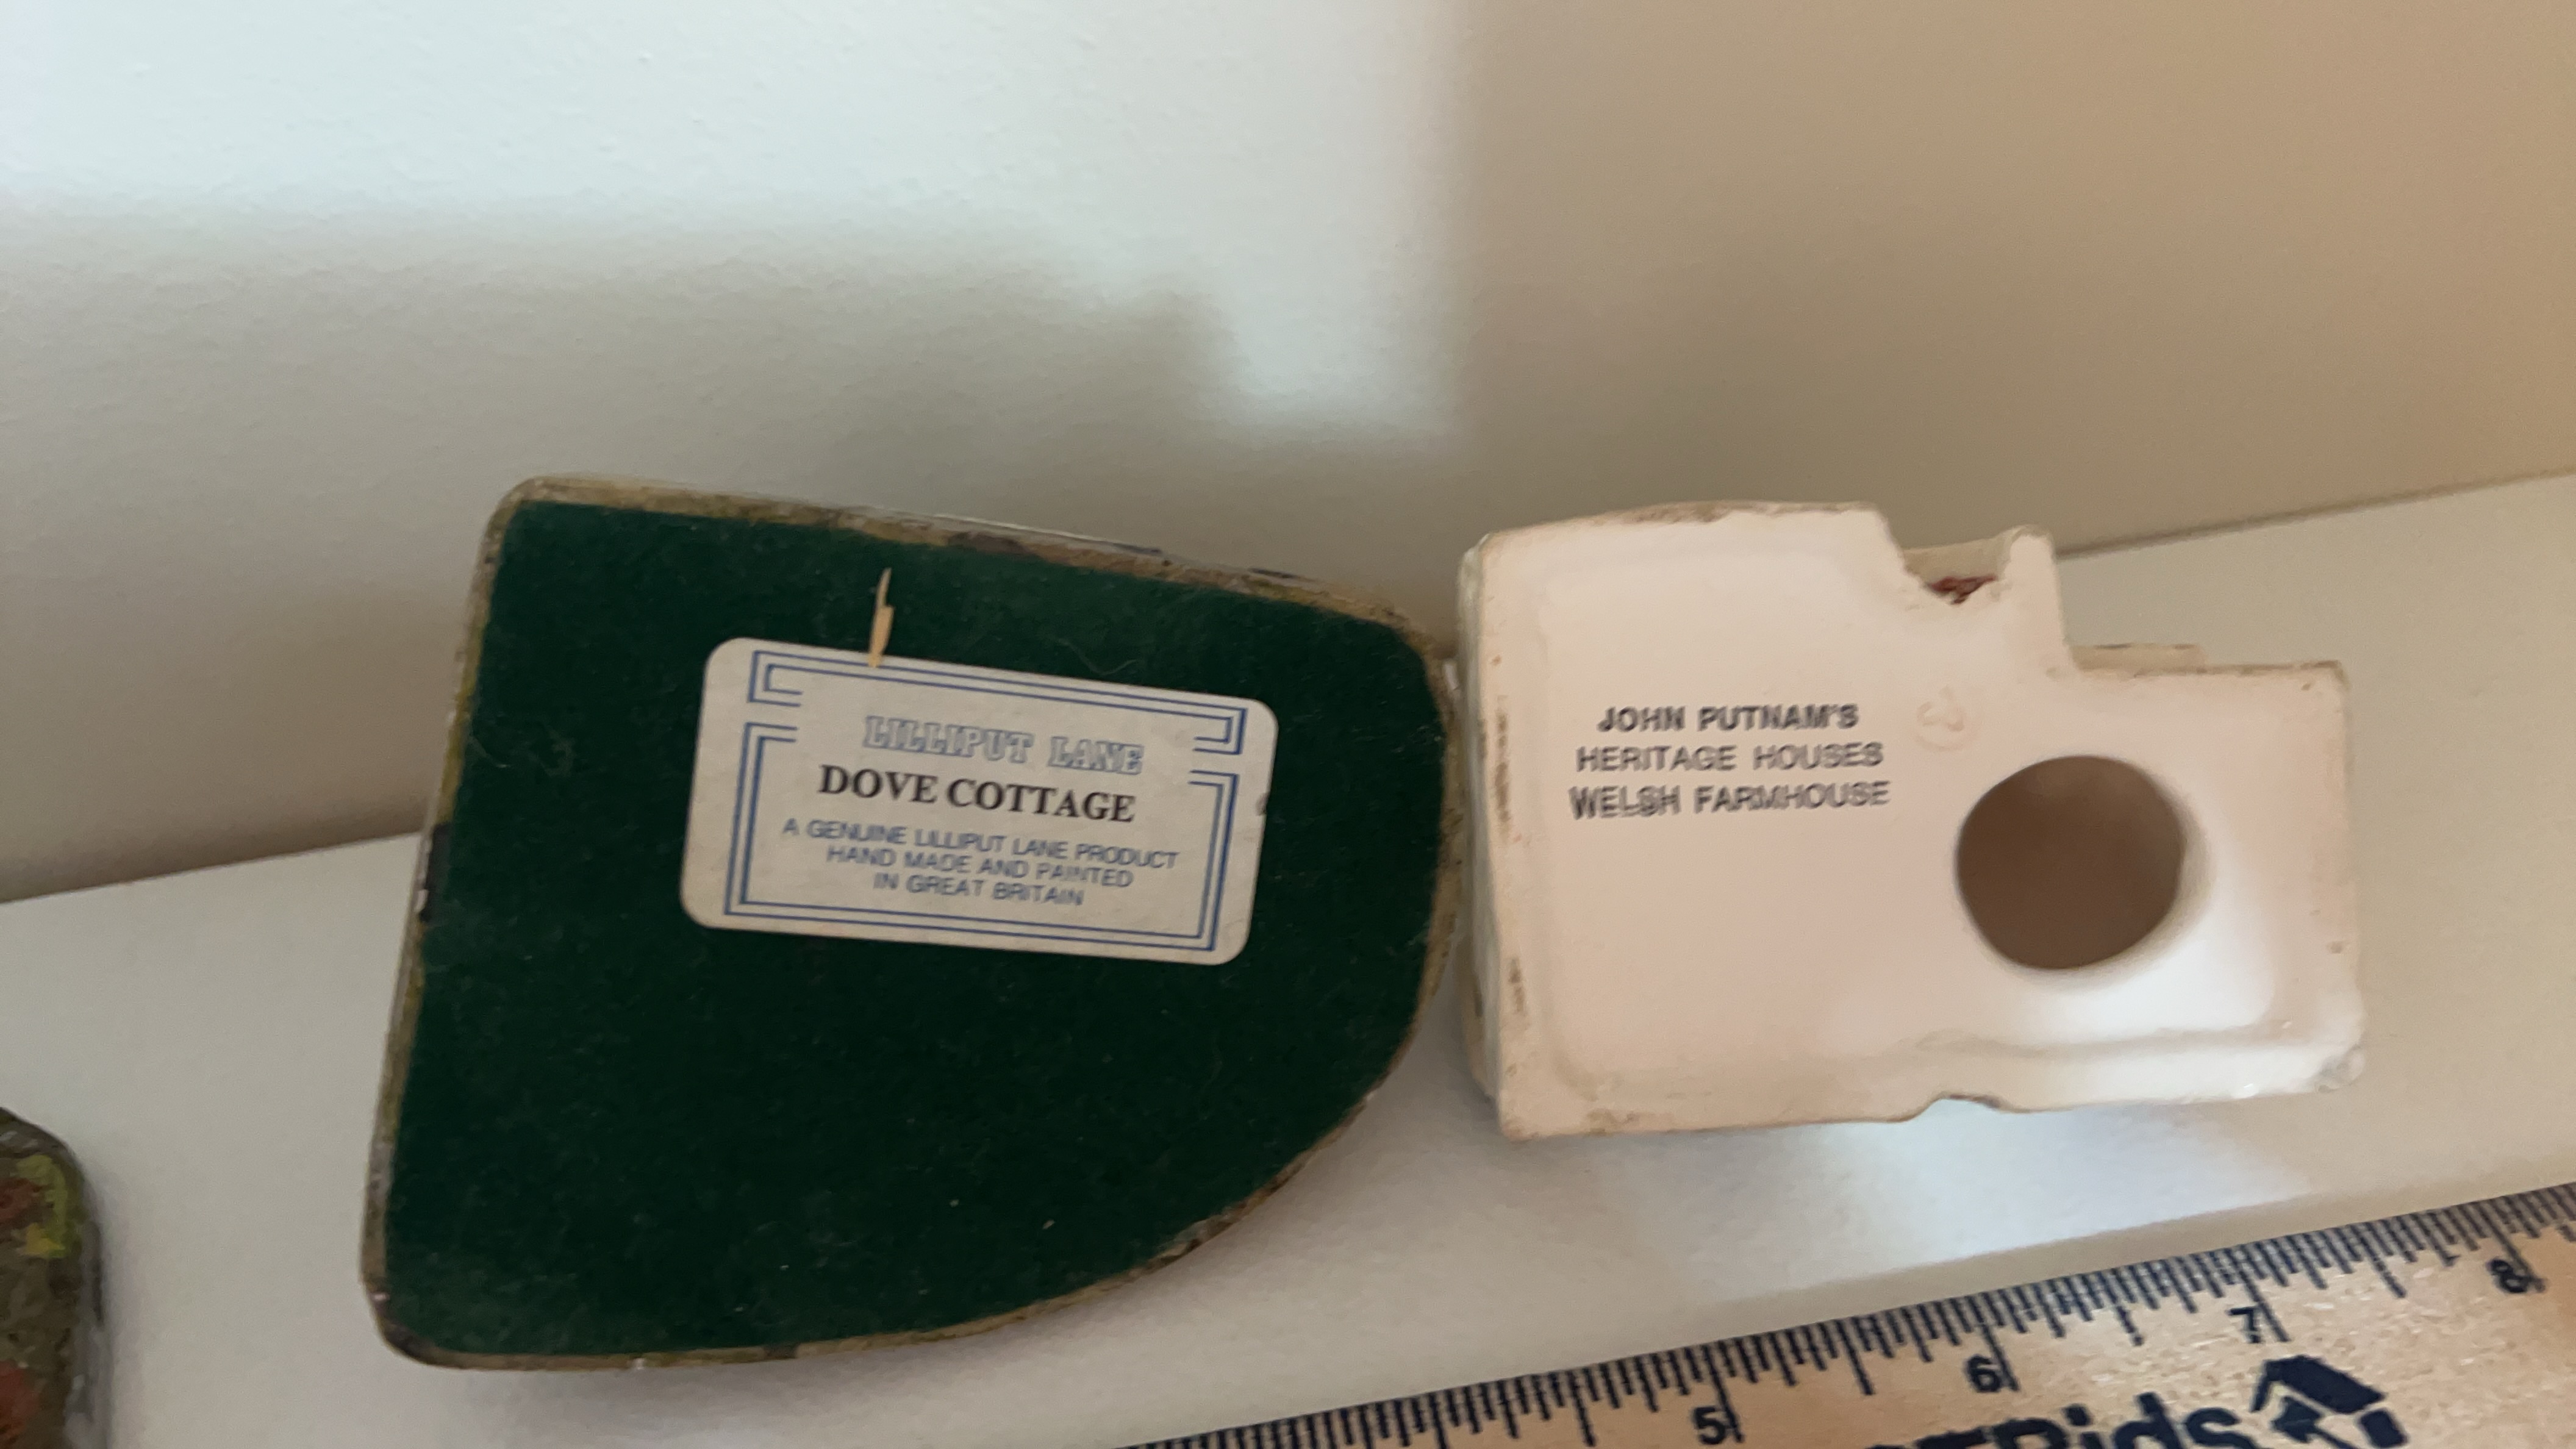 LILLIPUT LANE
DOVE COTTAGE
A GENUINE LILLIPUT LANE PRODUCT
HAND MADE AND PAINTED
IN GREAT BRITAIN
JOHN PUTNAM'S
HERITAGE HOUSES
WELSH FARMHOUSE
5
6
7
8